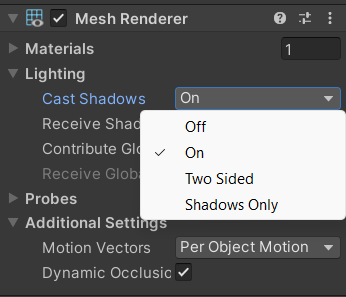 Mesh Renderer
Materials
1
Lighting
Cast Shadows
On
Receive Shad
Off
Contribute Glo
On
Receive Globa
Two Sided
Shadows Only
Probes
Additional Settings
Motion Vectors
Per Object Motion
Dynamic Occlusic